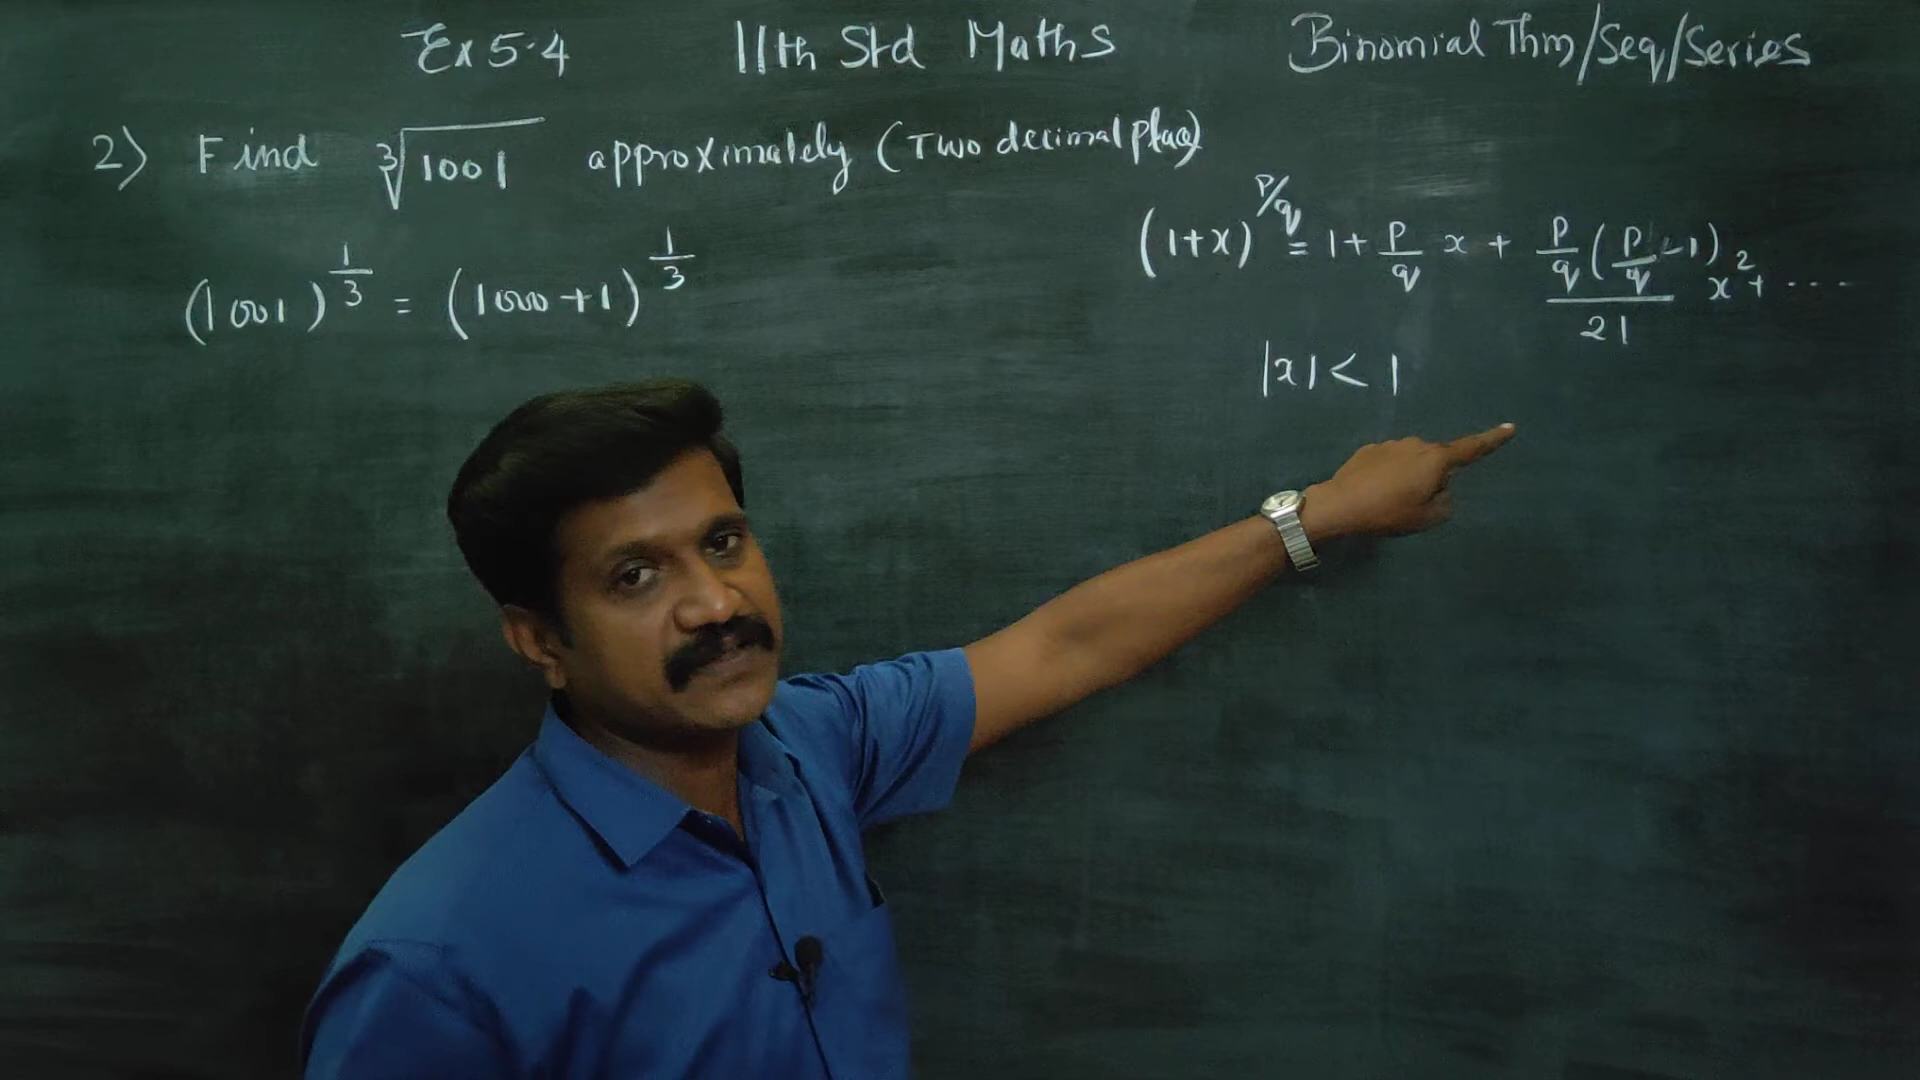 Ex 5.4 11th Std Maths Binomial Thm/Seq/Series
2) Find ∛1001 approximately (Two decimal place)
(1+x)^(p/q) = 1 + p/q x + (p/q (p/q - 1))/2! x² + ....
(1001)^(1/3) = (1000+1)^(1/3)
|x| < 1